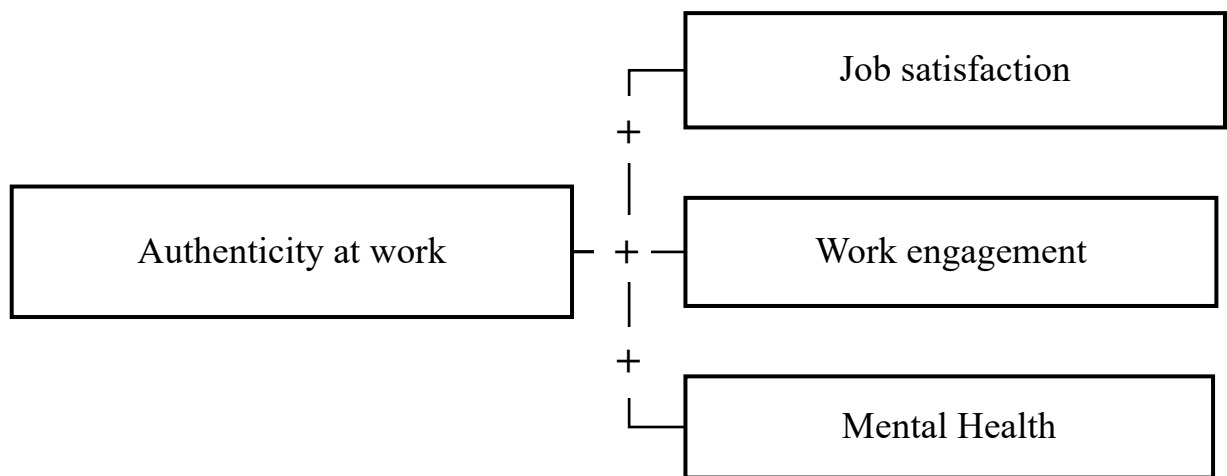 Job satisfaction
+
Authenticity at work
+
Work engagement
+
Mental Health